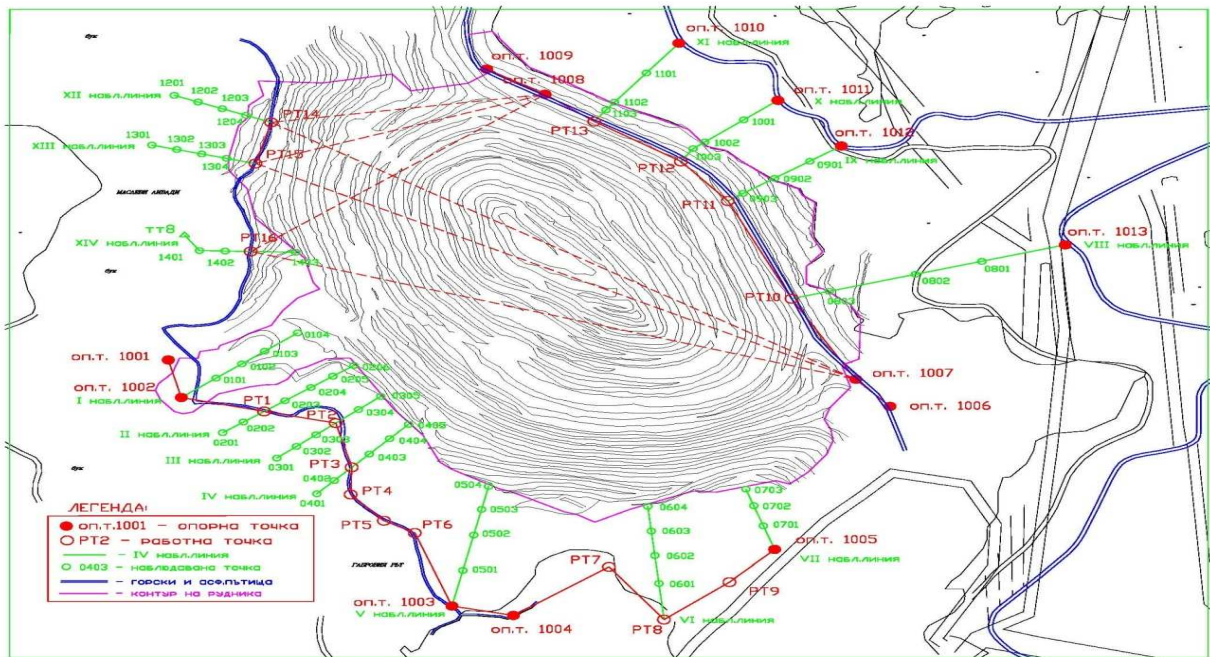 оп.т. 1010
XI набл.линия
оп.т. 1009
оп.т. 1008
1101
1102
1103
РТ13
оп.т. 1011
X набл.линия
1001
1002
1003
РТ12
оп.т. 1012
IX набл.линия
0901
0902
0903
РТ11
1201
1202
1203
1204
XII набл.линия
РТ14
1301
1302
1303
1304
XIII набл.линия
РТ15
ТТ8
XIV набл.линия
1401
1402
1403
РТ16
оп.т. 1013
VIII набл.линия
0801
0802
0803
РТ10
оп.т. 1001
оп.т. 1002
I набл.линия
0101
0102
0103
0104
РТ1
II набл.линия
0201
0202
0203
0204
0205
0206
РТ2
III набл.линия
0301
0302
0303
0304
0305
РТ3
IV набл.линия
0401
0402
0403
0404
0405
РТ4
РТ5
РТ6
оп.т. 1007
оп.т. 1006
0504
0503
0502
0501
0604
0603
0602
0601
0703
0702
0701
оп.т. 1005
VII набл.линия
РТ7
РТ9
оп.т. 1003
V набл.линия
оп.т. 1004
РТ8
VI набл.линия
ЛЕГЕНДА:
оп.т.1001 - опорна точка
РТ2 - работна точка
- IV набл.линия
0403 - наблюдавана точка
- горски и асф.пътища
- контур на рудника